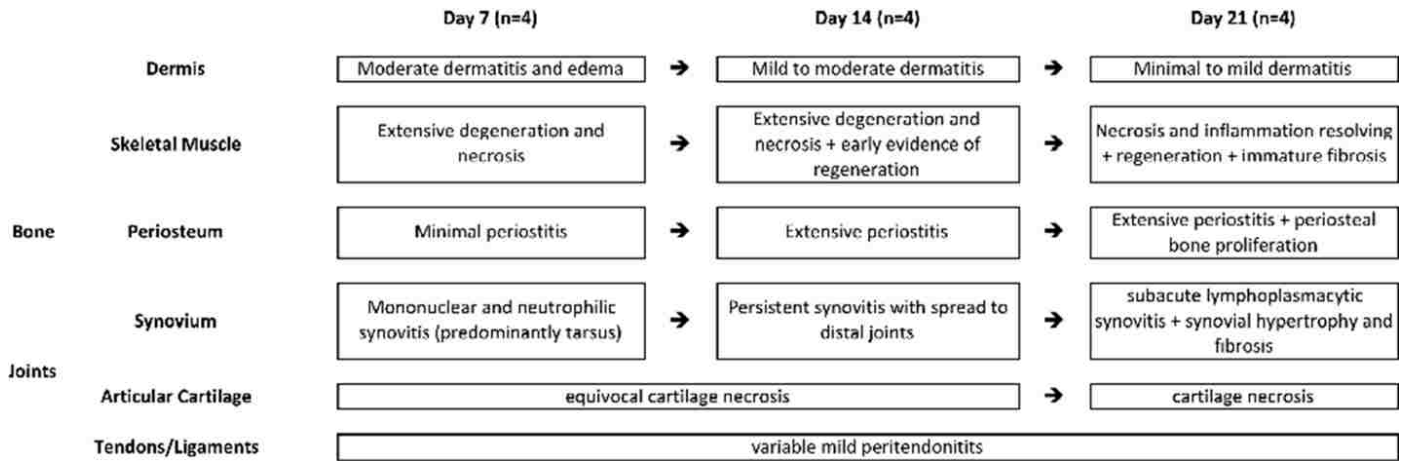 Day 7 (n=4)
Day 14 (n=4)
Day 21 (n=4)
Dermis
Moderate dermatitis and edema
Mild to moderate dermatitis
Minimal to mild dermatitis
Skeletal Muscle
Extensive degeneration and
necrosis
Extensive degeneration and
necrosis + early evidence of
regeneration
Necrosis and inflammation resolving
+ regeneration + immature fibrosis
Bone
Periosteum
Minimal periostitis
Extensive periostitis
Extensive periostitis + periosteal
bone proliferation
Joints
Synovium
Mononuclear and neutrophilic
synovitis (predominantly tarsus)
Persistent synovitis with spread to
distal joints
subacute lymphoplasmacytic
synovitis + synovial hypertrophy and
fibrosis
Articular Cartilage
equivocal cartilage necrosis
cartilage necrosis
Tendons/Ligaments
variable mild peritendonitits